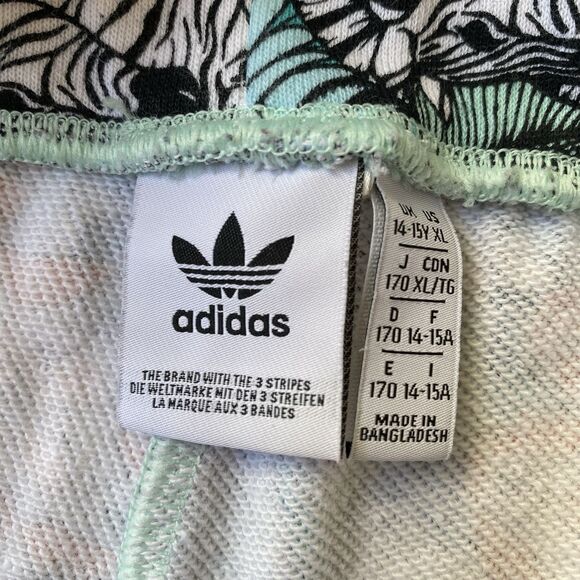 adidas
THE BRAND WITH THE 3 STRIPES
DIE WELTMARKE MIT DEN 3 STREIFEN
LA MARQUE AUX 3 BANDES
UK US
14-15Y XL
J CDN
170 XL/TG
D F
170 14-15A
E I
170 14-15A
MADE IN
BANGLADESH